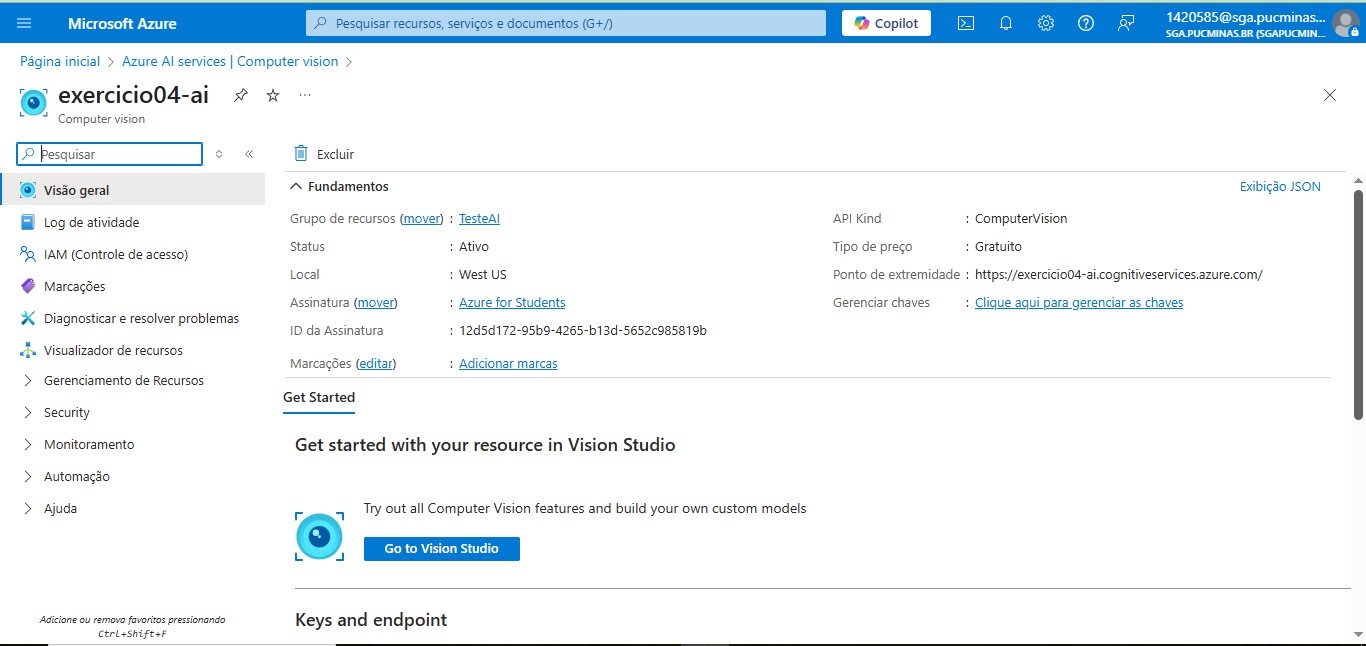 Microsoft Azure
Pesquisar recursos, serviços e documentos (G+/)
Copilot
1420585@sga.pucminas...
SGA.PUCMINAS.BR (SGAPUCMIN...
Página inicial > Azure AI services | Computer vision >
exercicio04-ai
...
Computer vision
Pesquisar
Excluir
Visão geral
Log de atividade
IAM (Controle de acesso)
Marcações
Diagnosticar e resolver problemas
Visualizador de recursos
Gerenciamento de Recursos
Security
Monitoramento
Automação
Ajuda
Adicione ou remova favoritos pressionando
Ctrl+Shift+F
Fundamentos
Exibição JSON
Grupo de recursos (mover) : TesteAI
Status : Ativo
Local : West US
Assinatura (mover) : Azure for Students
ID da Assinatura : 12d5d172-95b9-4265-b13d-5652c985819b
Marcações (editar) : Adicionar marcas
API Kind : ComputerVision
Tipo de preço : Gratuito
Ponto de extremidade : https://exercicio04-ai.cognitiveservices.azure.com/
Gerenciar chaves : Clique aqui para gerenciar as chaves
Get Started
Get started with your resource in Vision Studio
Try out all Computer Vision features and build your own custom models
Go to Vision Studio
Keys and endpoint